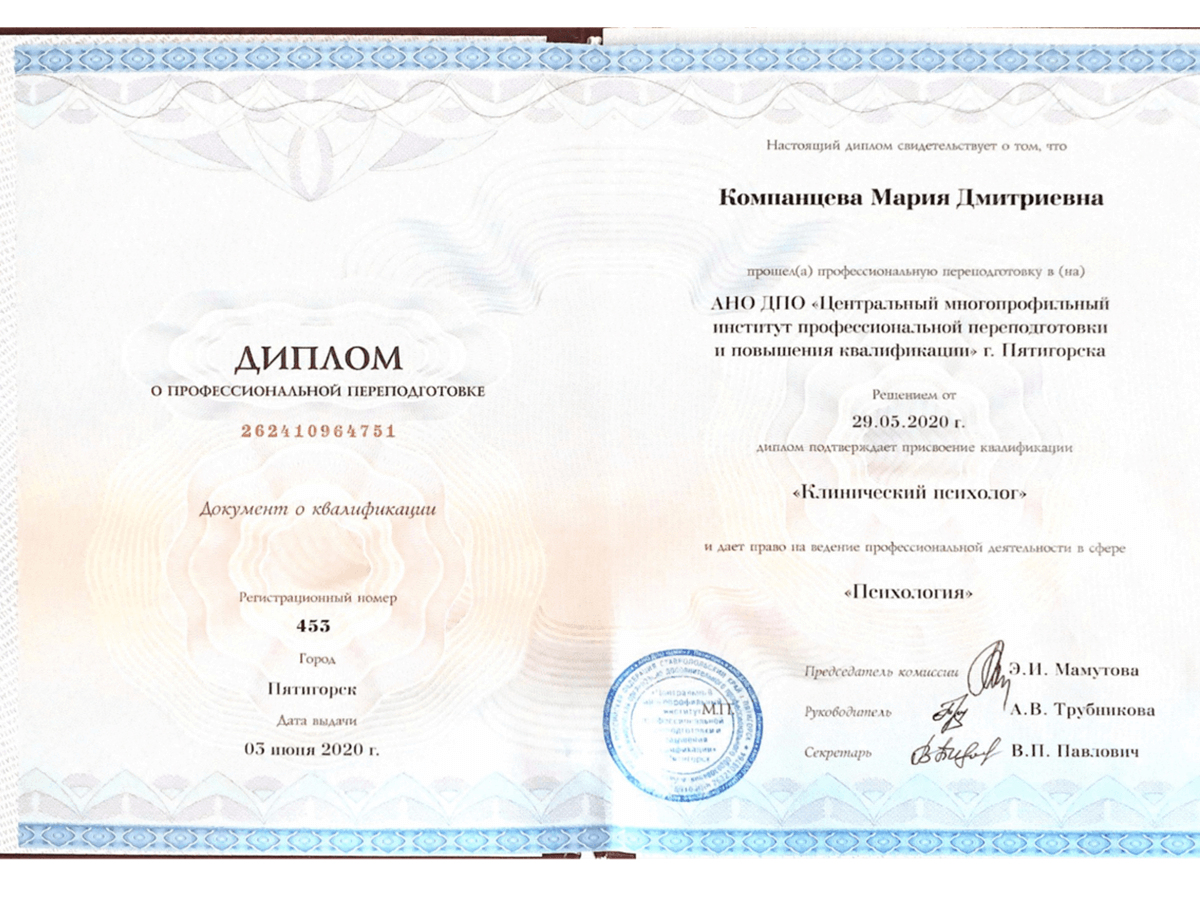 ДИПЛОМ
О ПРОФЕССИОНАЛЬНОЙ ПЕРЕПОДГОТОВКЕ
262410964751
Документ о квалификации
Регистрационный номер
453
Город
Пятигорск
Дата выдачи
03 июня 2020 г.
Настоящий диплом свидетельствует о том, что
Компанцева Мария Дмитриевна
прошел(а) профессиональную переподготовку в (на)
АНО ДПО «Центральный многопрофильный
институт профессиональной переподготовки
и повышения квалификации» г. Пятигорска
Решением от
29.05.2020 г.
диплом подтверждает присвоение квалификации
«Клинический психолог»
и дает право на ведение профессиональной деятельности в сфере
«Психология»
М.П.
Председатель комиссии Э.И. Мамутова
Руководитель А.В. Трубникова
Секретарь В.П. Павлович